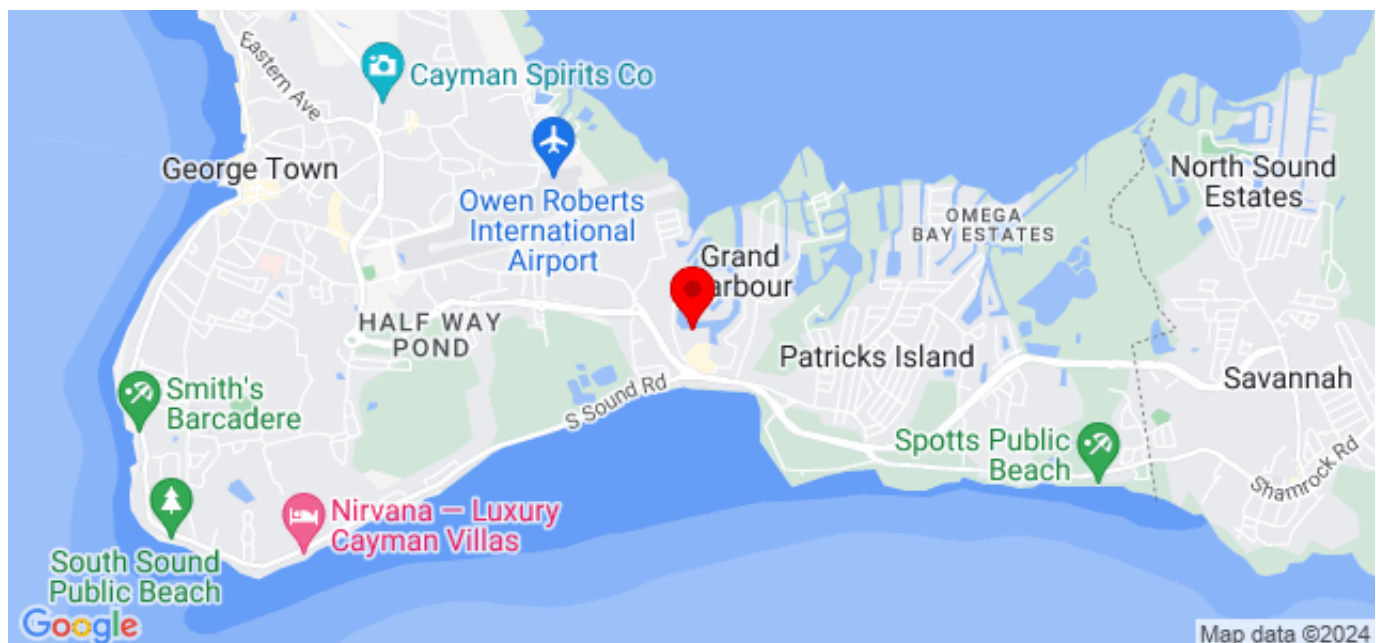 Eastern Ave
Cayman Spirits Co
George Town
Owen Roberts
International
Airport
North Sound
Estates
OMEGA
BAY ESTATES
Grand
arbour
HALF WAY
POND
Patricks Island
Savannah
Smith's
Barcadere
S Sound Rd
Spotts Public
Beach
Shamrock Rd
Nirvana — Luxury
Cayman Villas
South Sound
Public Beach
Google
Map data ©2024